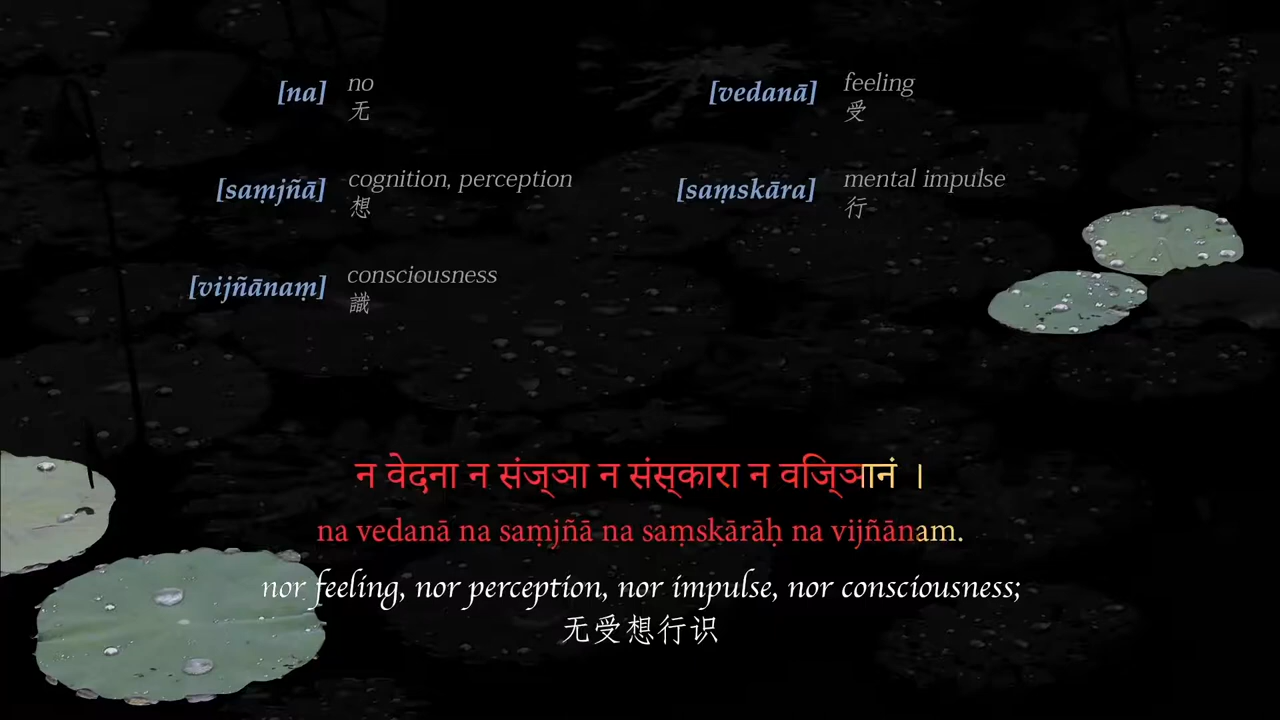 [na] no
无
[vedanā] feeling
受
[saṃjñā] cognition, perception
想
[saṃskāra] mental impulse
行
[vijñānaṃ] consciousness
識
न वेदना न संज्‌ञा न संस्‌कारा न वज्‌िञानं ।
na vedanā na saṃjñā na saṃskārāḥ na vijñānam.
nor feeling, nor perception, nor impulse, nor consciousness;
无受想行识